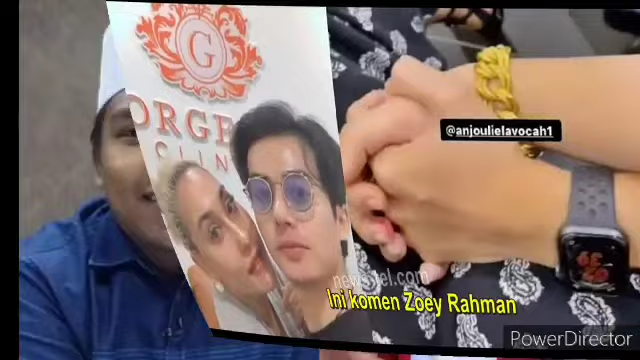 G
ORGE
CLIN
@anjoulielavocah1
Ini komen Zoey Rahman
PowerDirector